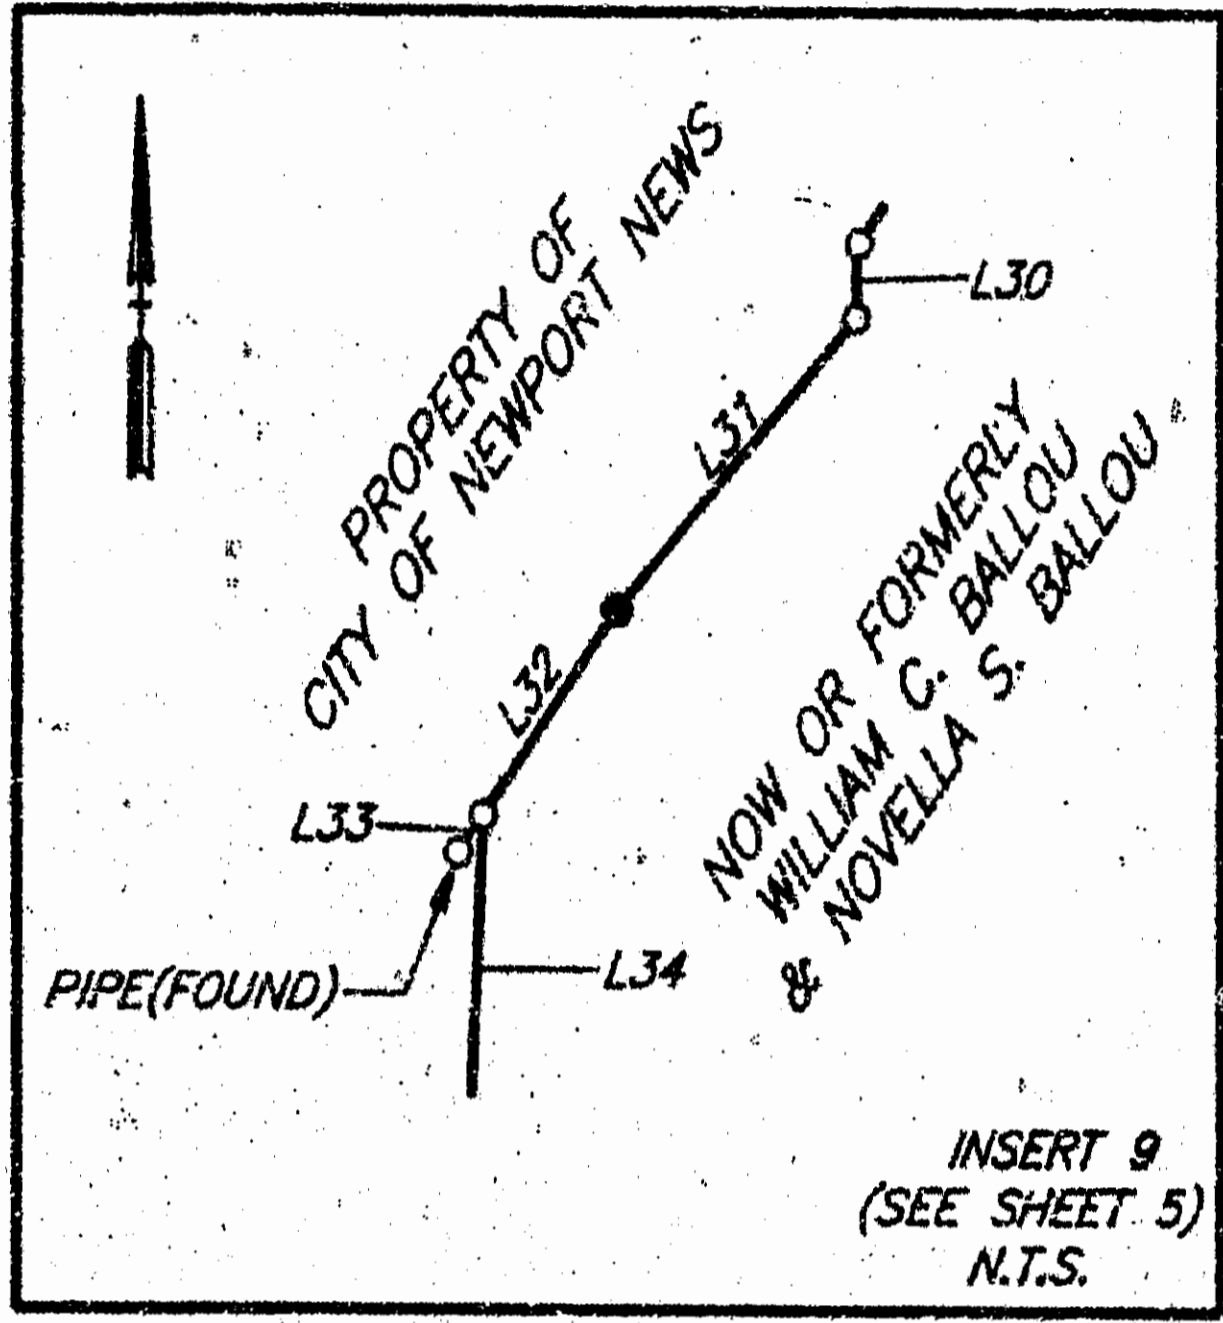 PROPERTY OF
CITY OF NEWPORT NEWS
L30
L31
NOW OR FORMERLY
WILLIAM C. BALLOU
& NOVELLA S. BALLOU
L32
L33
PIPE(FOUND)
L34
INSERT 9
(SEE SHEET 5)
N.T.S.